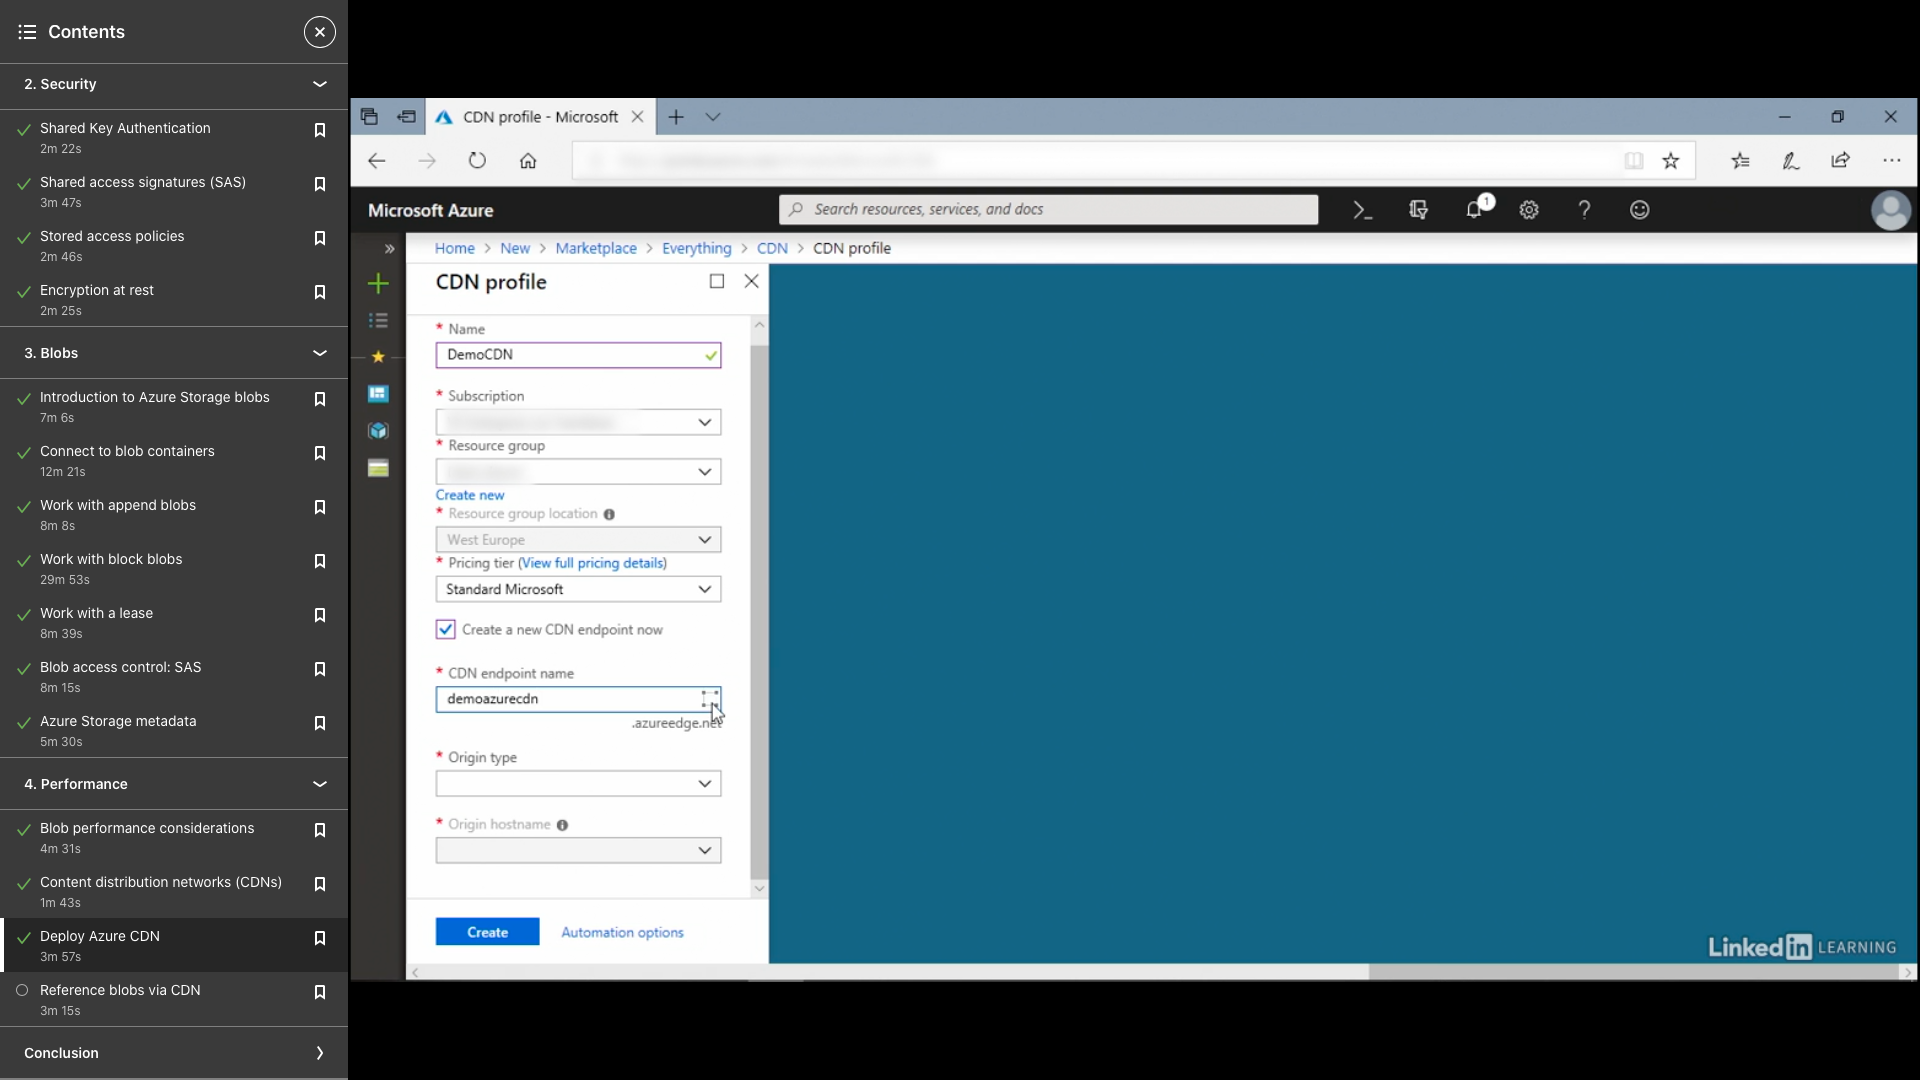 Contents
2. Security
Shared Key Authentication
2m 22s
Shared access signatures (SAS)
3m 47s
Stored access policies
2m 46s
Encryption at rest
2m 25s
3. Blobs
Introduction to Azure Storage blobs
7m 6s
Connect to blob containers
12m 21s
Work with append blobs
8m 8s
Work with block blobs
29m 53s
Work with a lease
8m 39s
Blob access control: SAS
8m 15s
Azure Storage metadata
5m 30s
4. Performance
Blob performance considerations
4m 31s
Content distribution networks (CDNs)
1m 43s
Deploy Azure CDN
3m 57s
Reference blobs via CDN
3m 15s
Conclusion
CDN profile - Microsoft
Microsoft Azure
Search resources, services, and docs
1
Home > New > Marketplace > Everything > CDN > CDN profile
CDN profile
* Name
DemoCDN
* Subscription
* Resource group
Create new
* Resource group location
West Europe
* Pricing tier (View full pricing details)
Standard Microsoft
Create a new CDN endpoint now
* CDN endpoint name
demoazurecdn
.azureedge.net
* Origin type
* Origin hostname
Create
Automation options
Linked in LEARNING